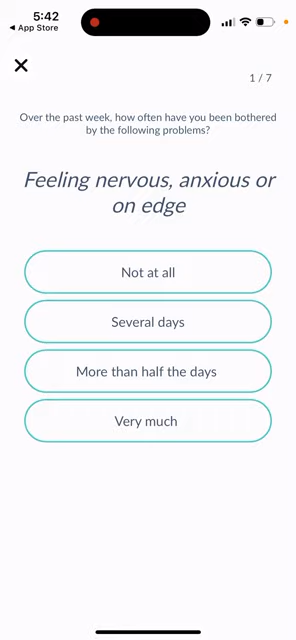 5:42
◄ App Store
1 / 7
Over the past week, how often have you been bothered
by the following problems?
Feeling nervous, anxious or
on edge
Not at all
Several days
More than half the days
Very much